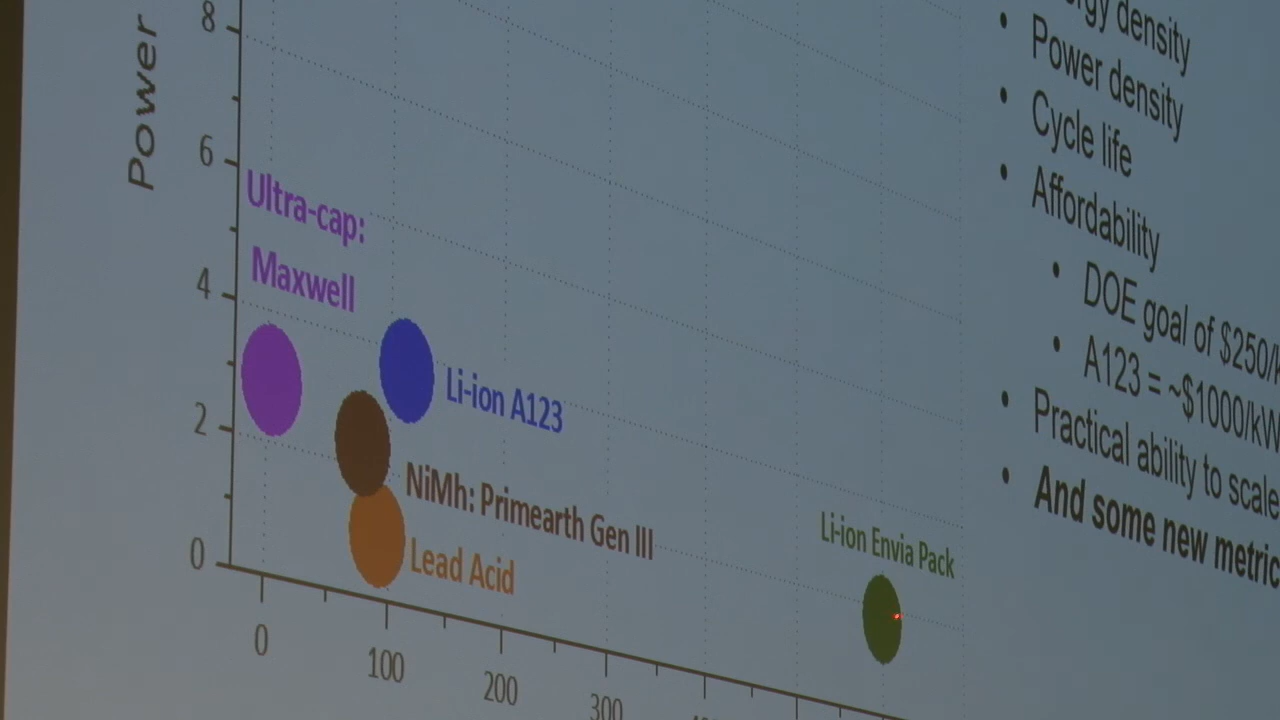 Power
8
6
4
2
0
Ultra-cap:
Maxwell
Li-ion A123
NiMh: Primearth Gen III
Lead Acid
Li-ion Envia Pack
0
100
200
300
density
• Power density
• Cycle life
• Affordability
• DOE goal of $250/
• A123 = ~$1000/kW
• Practical ability to scale
• And some new metric